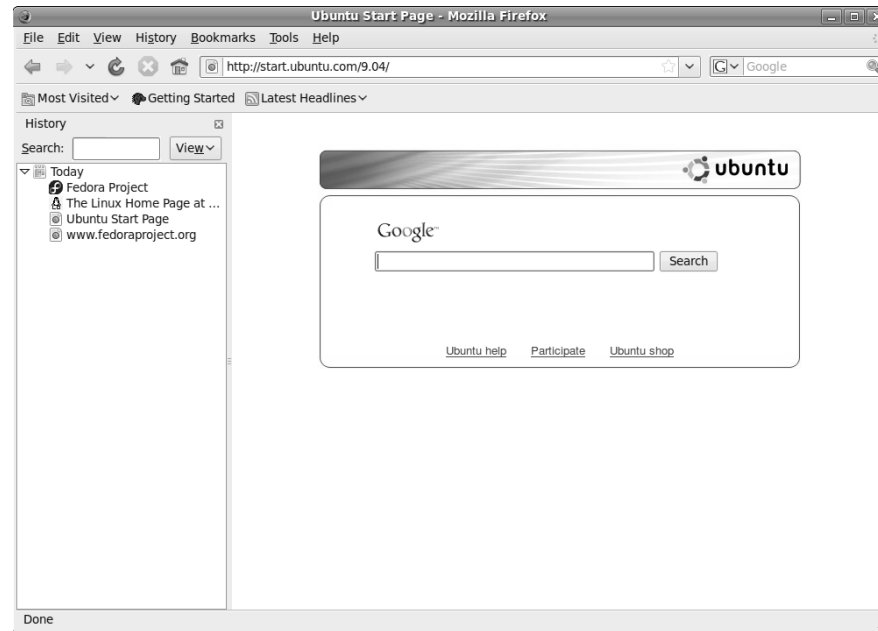 Ubuntu Start Page - Mozilla Firefox
File Edit View History Bookmarks Tools Help
http://start.ubuntu.com/9.04/ G Google
Most Visited Getting Started Latest Headlines
History
Search: View
Today
Fedora Project
The Linux Home Page at ...
Ubuntu Start Page
www.fedoraproject.org
ubuntu
Google™
Search
Ubuntu help Participate Ubuntu shop
Done